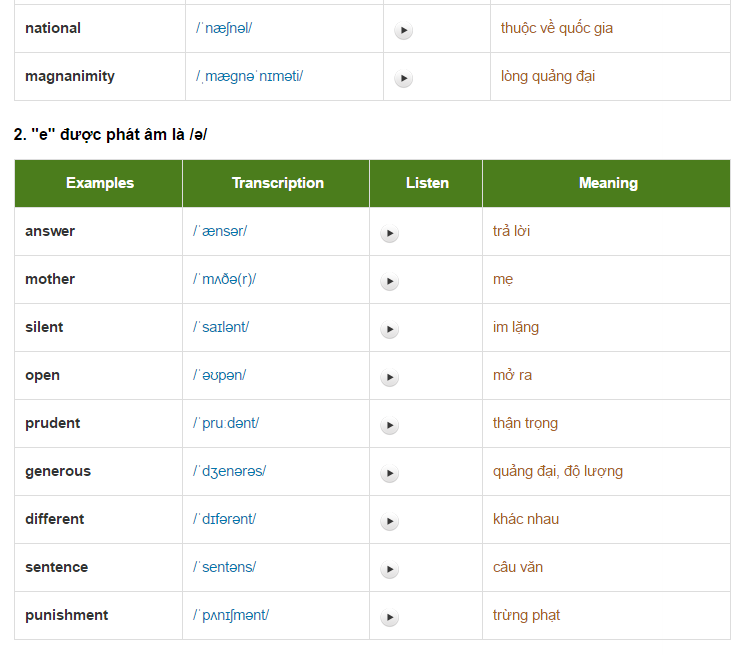 national /ˈnæʃnəl/ thuộc về quốc gia
magnanimity /ˌmægnəˈnɪməti/ lòng quảng đại
2. "e" được phát âm là /ə/
Examples Transcription Listen Meaning
answer /ˈænsər/ trả lời
mother /ˈmʌðə(r)/ mẹ
silent /ˈsaɪlənt/ im lặng
open /ˈəʊpən/ mở ra
prudent /ˈpruːdənt/ thận trọng
generous /ˈdʒenərəs/ quảng đại, độ lượng
different /ˈdɪfərənt/ khác nhau
sentence /ˈsentəns/ câu văn
punishment /ˈpʌnɪʃmənt/ trừng phạt